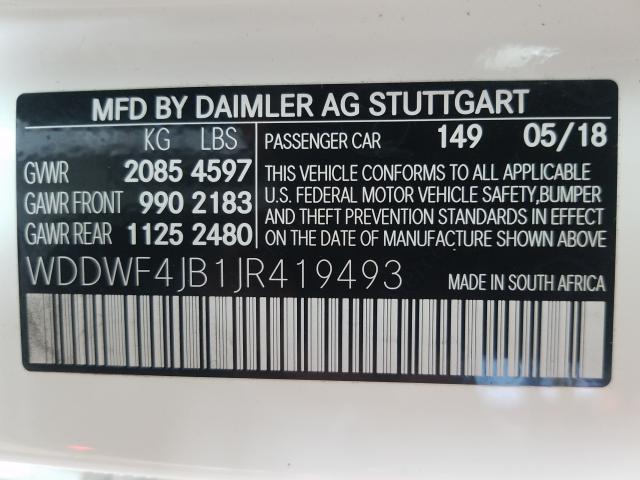 MFD BY DAIMLER AG STUTTGART
KG LBS
GVWR 2085 4597
GAWR FRONT 990 2183
GAWR REAR 1125 2480
PASSENGER CAR 149 05/18
THIS VEHICLE CONFORMS TO ALL APPLICABLE
U.S. FEDERAL MOTOR VEHICLE SAFETY,BUMPER
AND THEFT PREVENTION STANDARDS IN EFFECT
ON THE DATE OF MANUFACTURE SHOWN ABOVE.
WDDWF4JB1JR419493
MADE IN SOUTH AFRICA